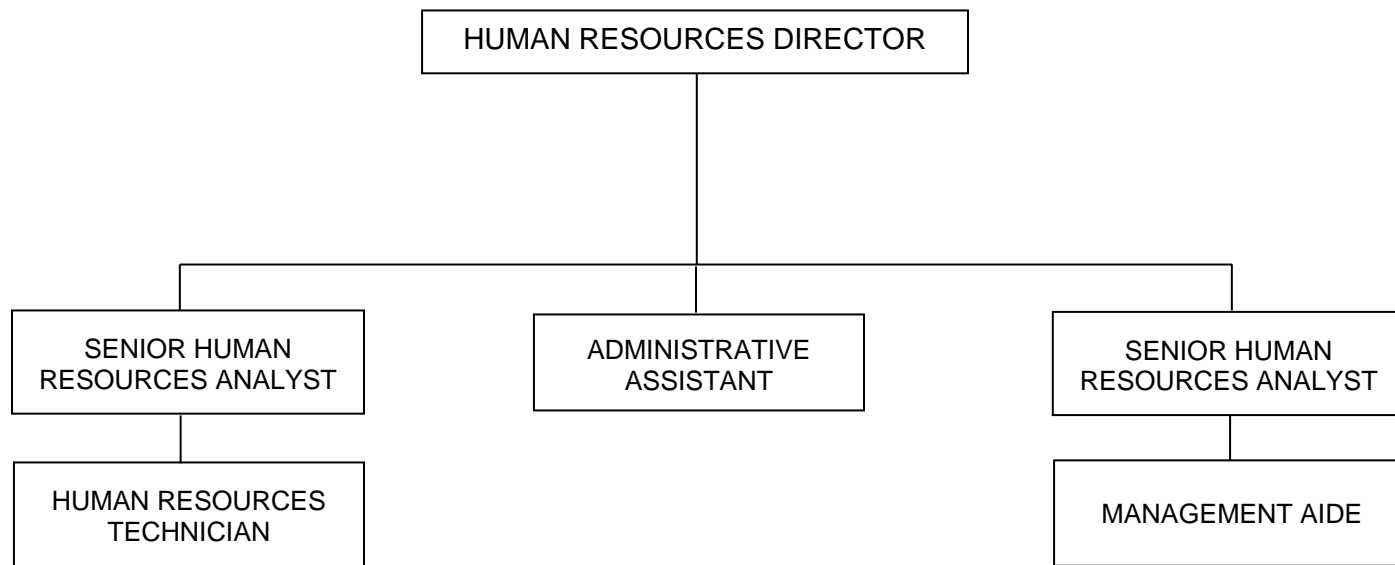 HUMAN RESOURCES DIRECTOR
SENIOR HUMAN
RESOURCES ANALYST
ADMINISTRATIVE
ASSISTANT
SENIOR HUMAN
RESOURCES ANALYST
HUMAN RESOURCES
TECHNICIAN
MANAGEMENT AIDE